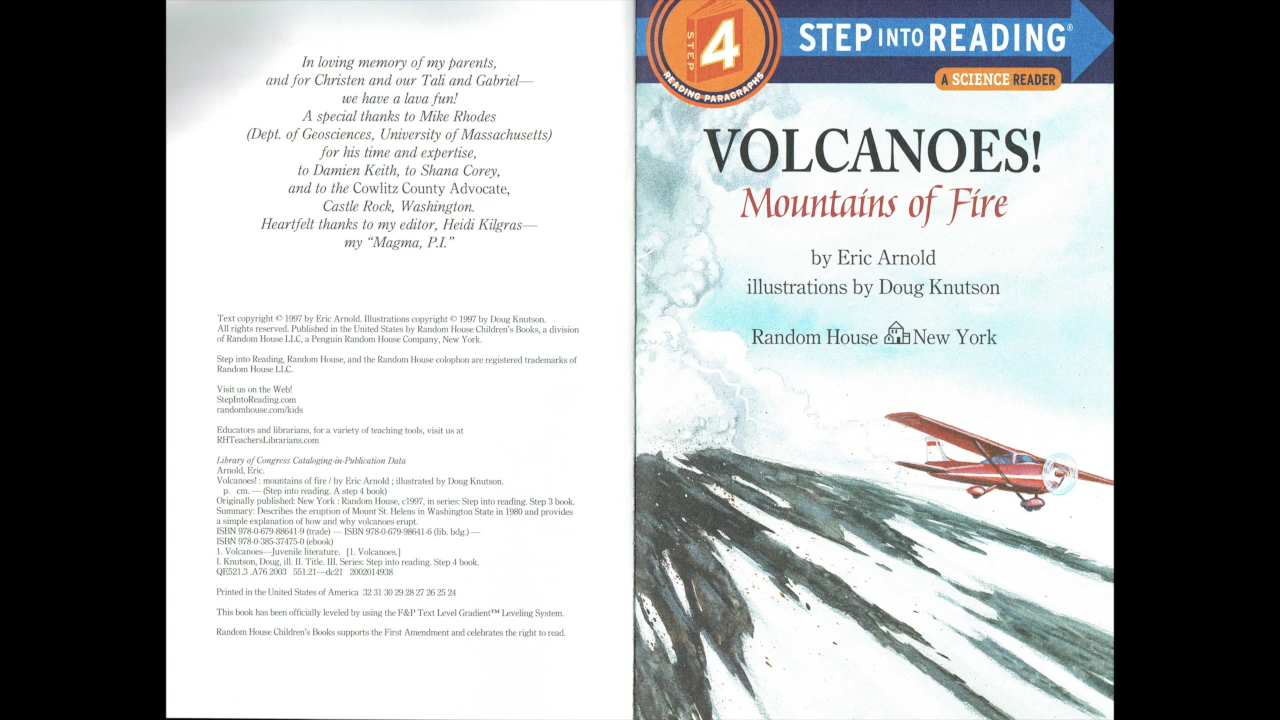 In loving memory of my parents,
and for Christen and our Tali and Gabriel—
we have a lava fun!
A special thanks to Mike Rhodes
(Dept. of Geosciences, University of Massachusetts)
for his time and expertise,
to Damien Keith, to Shana Corey,
and to the Cowlitz County Advocate,
Castle Rock, Washington.
Heartfelt thanks to my editor, Heidi Kilgras—
my “Magma, P.I.”
Text copyright © 1997 by Eric Arnold. Illustrations copyright © 1997 by Doug Knutson.
All rights reserved. Published in the United States by Random House Children's Books, a division
of Random House LLC, a Penguin Random House Company, New York.
Step into Reading, Random House, and the Random House colophon are registered trademarks of
Random House LLC.
Visit us on the Web!
StepIntoReading.com
randomhouse.com/kids
Educators and librarians, for a variety of teaching tools, visit us at
RHTeachersLibrarians.com
Library of Congress Cataloging-in-Publication Data
Arnold, Eric.
Volcanoes! : mountains of fire / by Eric Arnold ; illustrated by Doug Knutson.
p. cm. — (Step into reading. A step 4 book)
Originally published: New York : Random House, c1997, in series: Step into reading. Step 3 book.
Summary: Describes the eruption of Mount St. Helens in Washington State in 1980 and provides
a simple explanation of how and why volcanoes erupt.
ISBN 978-0-679-88641-9 (trade) — ISBN 978-0-679-98641-6 (lib. bdg.) —
ISBN 978-0-385-37475-0 (ebook)
1. Volcanoes—Juvenile literature. [1. Volcanoes.]
I. Knutson, Doug, ill. II. Title. III. Series: Step into reading. Step 4 book.
QE521.3 .A76 2003 551.21—dc21 2002014938
Printed in the United States of America 32 31 30 29 28 27 26 25 24
This book has been officially leveled by using the F&P Text Level Gradient™ Leveling System.
Random House Children's Books supports the First Amendment and celebrates the right to read.
STEP 4
READING PARAGRAPHS
STEP INTO READING®
A SCIENCE READER
VOLCANOES!
Mountains of Fire
by Eric Arnold
illustrations by Doug Knutson
Random House New York